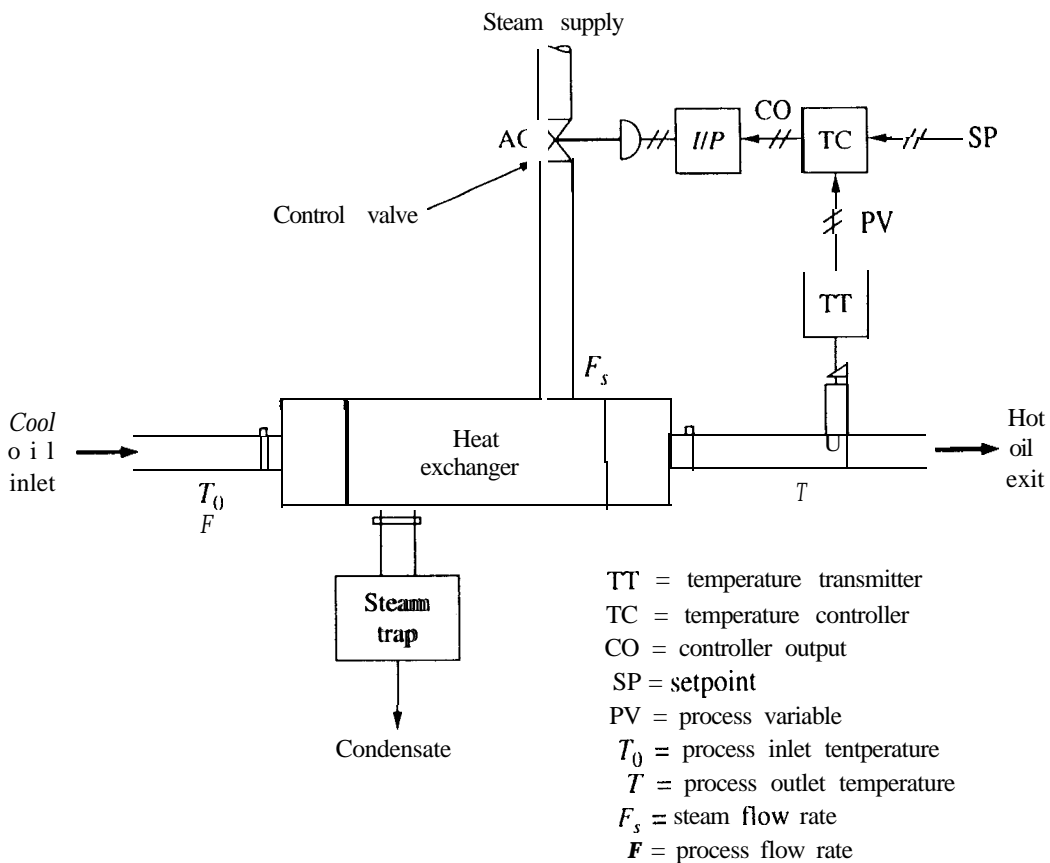 Steam supply
AC
Control valve
I/P
CO
TC
SP
PV
TT
F_s
Cool
oil
inlet
T_0
F
Heat
exchanger
T
Hot
oil
exit
Steam
trap
Condensate
TT = temperature transmitter
TC = temperature controller
CO = controller output
SP = setpoint
PV = process variable
T_0 = process inlet tentperature
T = process outlet temperature
F_s = steam flow rate
F = process flow rate